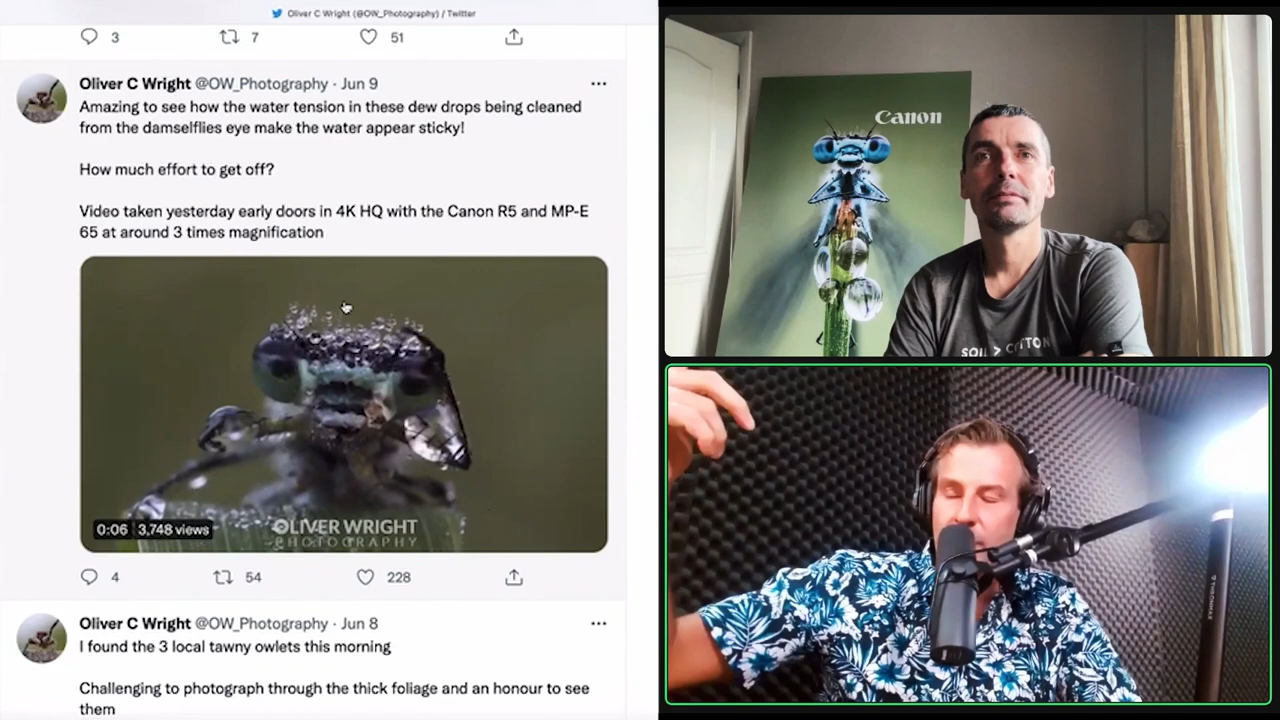 Oliver C Wright (@OW_Photography) / Twitter
3 7 51
Oliver C Wright @OW_Photography · Jun 9
Amazing to see how the water tension in these dew drops being cleaned
from the damselflies eye make the water appear sticky!
How much effort to get off?
Video taken yesterday early doors in 4K HQ with the Canon R5 and MP-E
65 at around 3 times magnification
0:06 3,748 views
OLIVER WRIGHT
PHOTOGRAPHY
4 54 228
Oliver C Wright @OW_Photography · Jun 8
I found the 3 local tawny owlets this morning
Challenging to photograph through the thick foliage and an honour to see
them
Canon
SOIL > COTTON